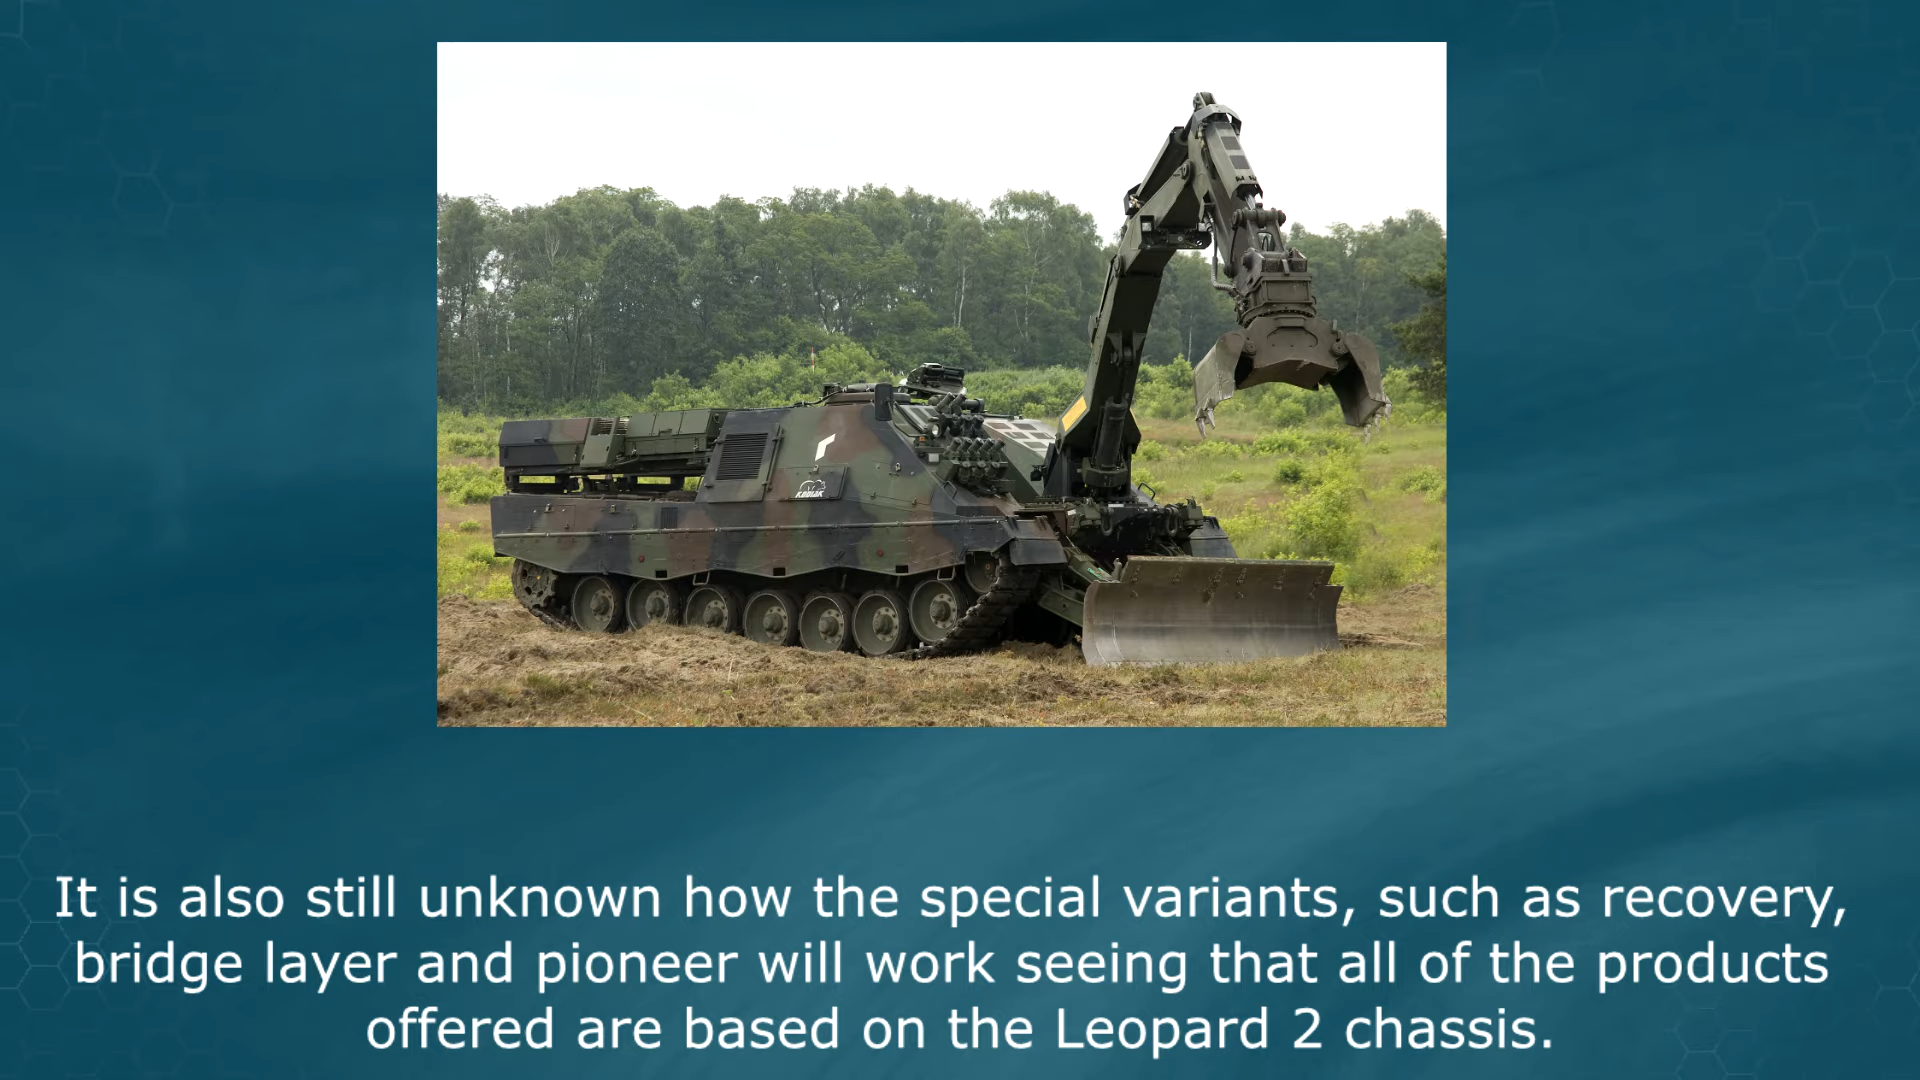 KODIAK
It is also still unknown how the special variants, such as recovery,
bridge layer and pioneer will work seeing that all of the products
offered are based on the Leopard 2 chassis.